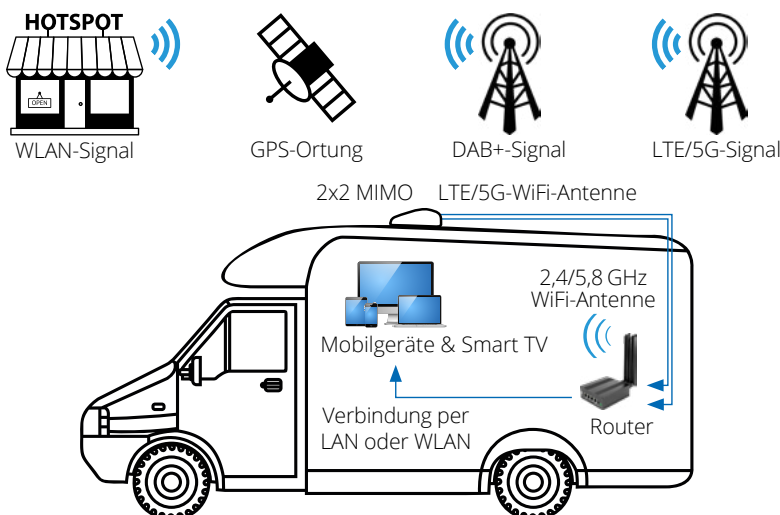 HOTSPOT
OPEN
WLAN-Signal
GPS-Ortung
DAB+-Signal
LTE/5G-Signal
2x2 MIMO LTE/5G-WiFi-Antenne
2,4/5,8 GHz
WiFi-Antenne
Mobilgeräte & Smart TV
Verbindung per
LAN oder WLAN
Router